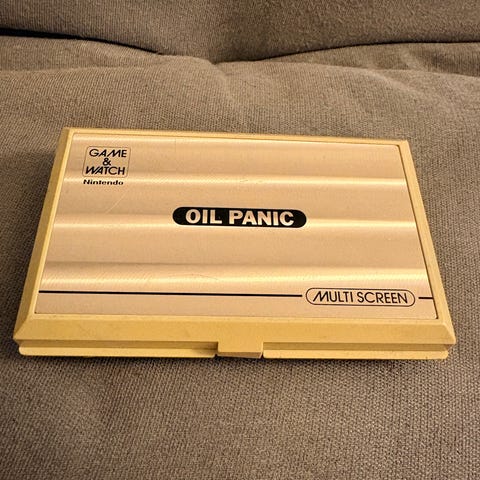 GAME
&
WATCH
Nintendo
OIL PANIC
MULTI SCREEN